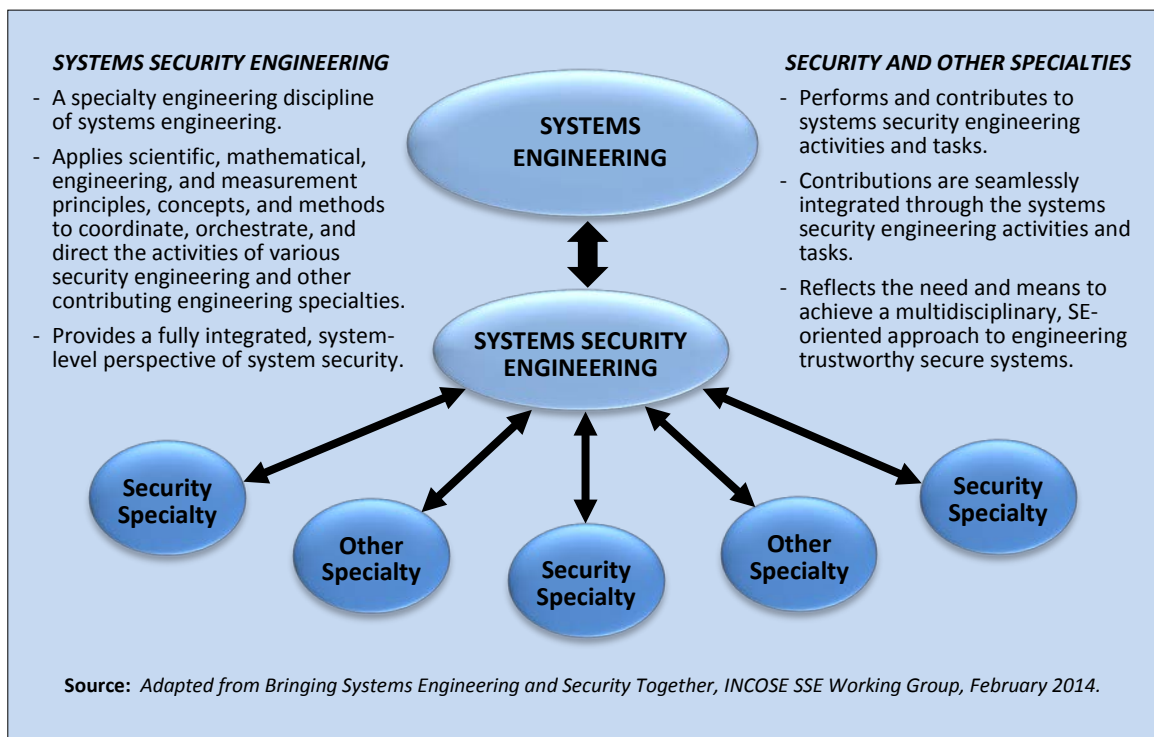 SYSTEMS SECURITY ENGINEERING
- A specialty engineering discipline
of systems engineering.
- Applies scientific, mathematical,
engineering, and measurement
principles, concepts, and methods
to coordinate, orchestrate, and
direct the activities of various
security engineering and other
contributing engineering specialties.
- Provides a fully integrated, system-
level perspective of system security.
SYSTEMS
ENGINEERING
SECURITY AND OTHER SPECIALTIES
- Performs and contributes to
systems security engineering
activities and tasks.
- Contributions are seamlessly
integrated through the systems
security engineering activities and
tasks.
- Reflects the need and means to
achieve a multidisciplinary, SE-
oriented approach to engineering
trustworthy secure systems.
SYSTEMS SECURITY
ENGINEERING
Security
Specialty
Other
Specialty
Security
Specialty
Other
Specialty
Security
Specialty
Source: Adapted from Bringing Systems Engineering and Security Together, INCOSE SSE Working Group, February 2014.